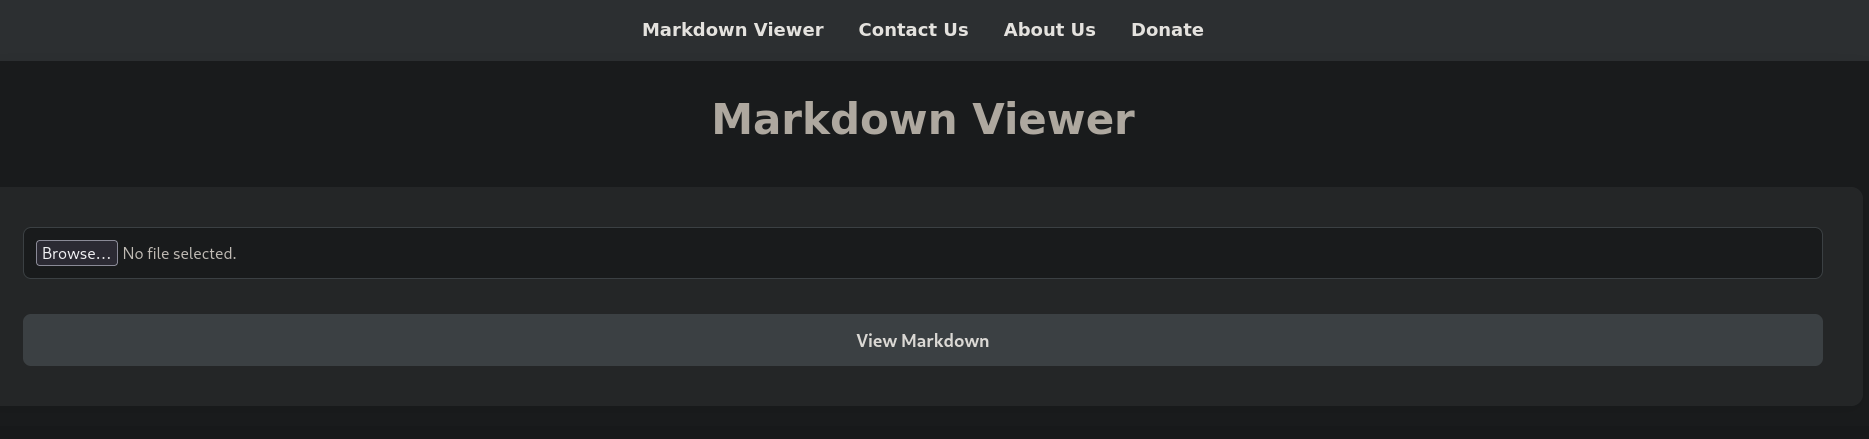 Markdown Viewer Contact Us About Us Donate
Markdown Viewer
Browse... No file selected.
View Markdown